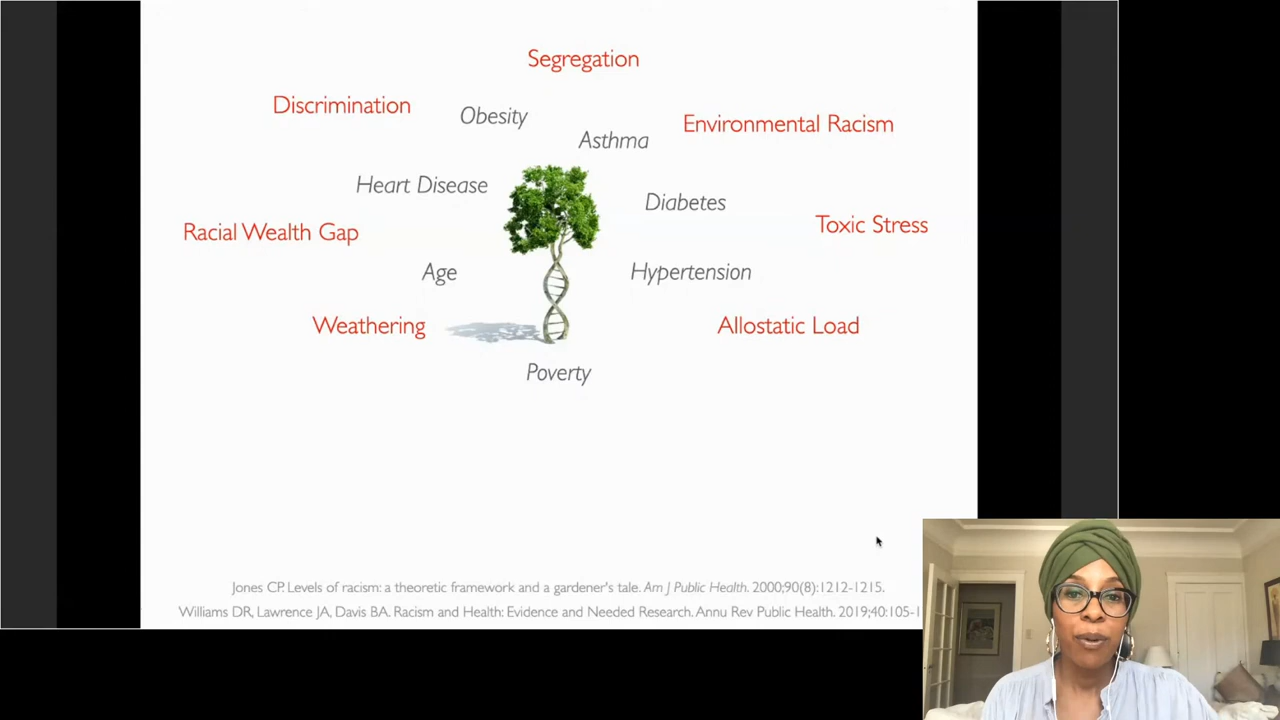 Segregation
Discrimination
Obesity
Environmental Racism
Asthma
Heart Disease
Diabetes
Toxic Stress
Racial Wealth Gap
Age
Hypertension
Weathering
Allostatic Load
Poverty
Jones CP. Levels of racism: a theoretic framework and a gardener's tale. Am J Public Health. 2000;90(8):1212-1215.
Williams DR, Lawrence JA, Davis BA. Racism and Health: Evidence and Needed Research. Annu Rev Public Health. 2019;40:105-1